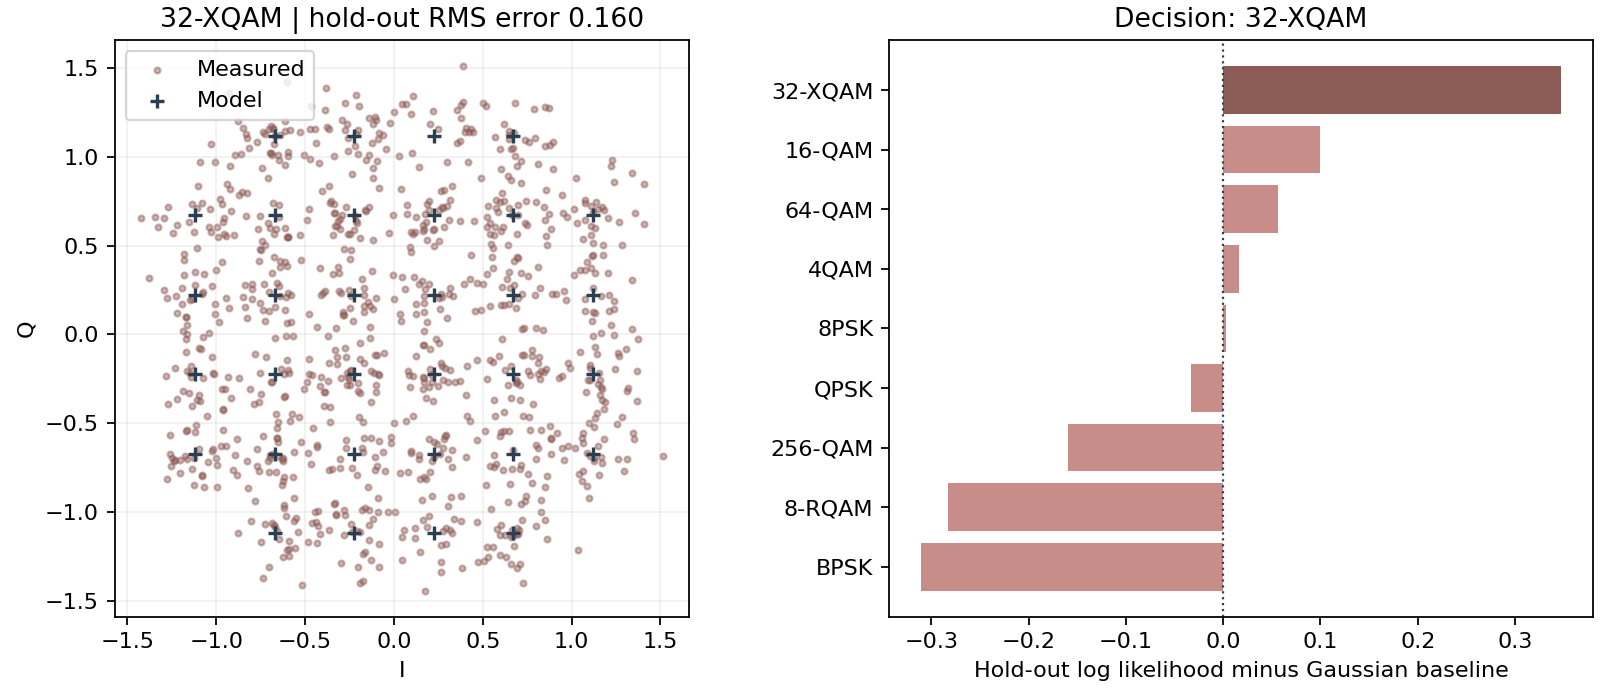 32-XQAM | hold-out RMS error 0.160
Measured
Model
1.5
1.0
0.5
0.0
−0.5
−1.0
−1.5
Q
−1.5
−1.0
−0.5
0.0
0.5
1.0
1.5
I
Decision: 32-XQAM
32-XQAM
16-QAM
64-QAM
4QAM
8PSK
QPSK
256-QAM
8-RQAM
BPSK
−0.3
−0.2
−0.1
0.0
0.1
0.2
0.3
Hold-out log likelihood minus Gaussian baseline